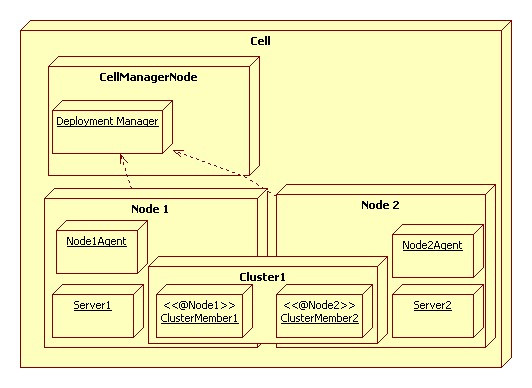 Cell
CellManagerNode
Deployment Manager
Node 1
Node 2
Node1Agent
Node2Agent
Cluster1
Server1
<<@Node1>>
ClusterMember1
<<@Node2>>
ClusterMember2
Server2